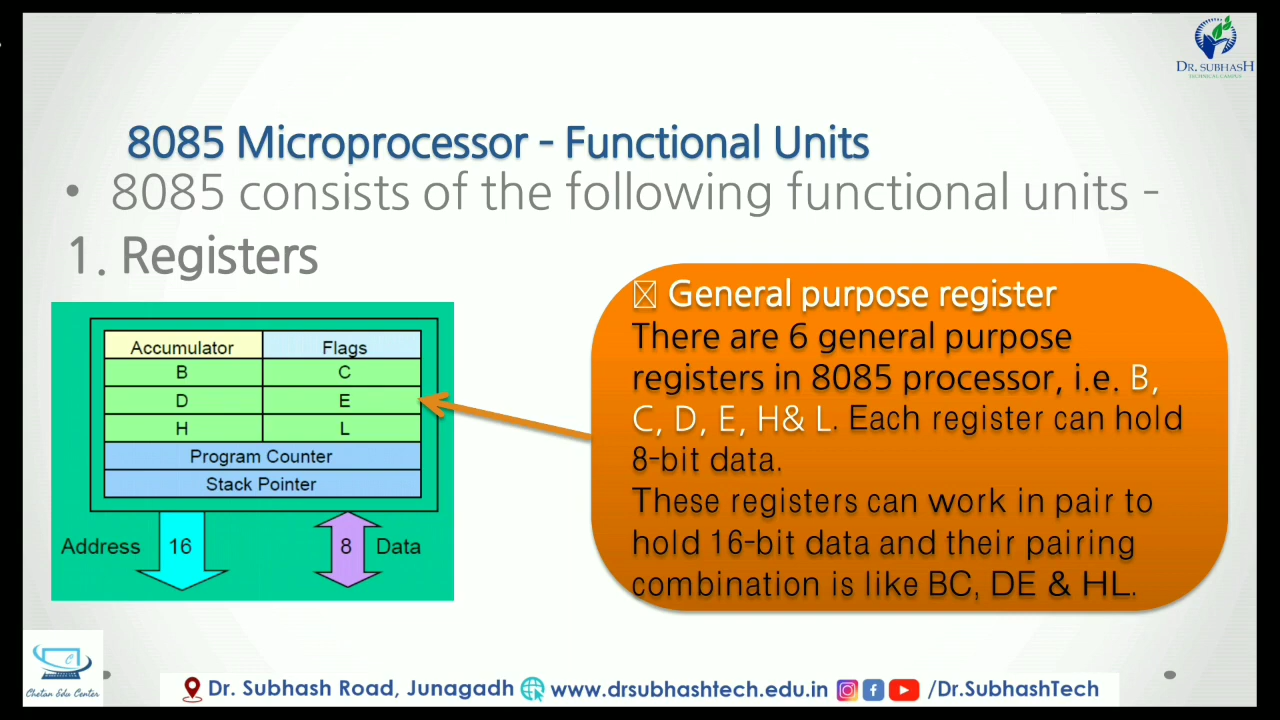 DR. SUBHASH
TECHNICAL CAMPUS
8085 Microprocessor - Functional Units
• 8085 consists of the following functional units -
1. Registers
Accumulator Flags
B C
D E
H L
Program Counter
Stack Pointer
Address 16 8 Data
General purpose register
There are 6 general purpose
registers in 8085 processor, i.e. B,
C, D, E, H& L. Each register can hold
8-bit data.
These registers can work in pair to
hold 16-bit data and their pairing
combination is like BC, DE & HL.
Chetan Edu Center
Dr. Subhash Road, Junagadh www.drsubhashtech.edu.in /Dr.SubhashTech